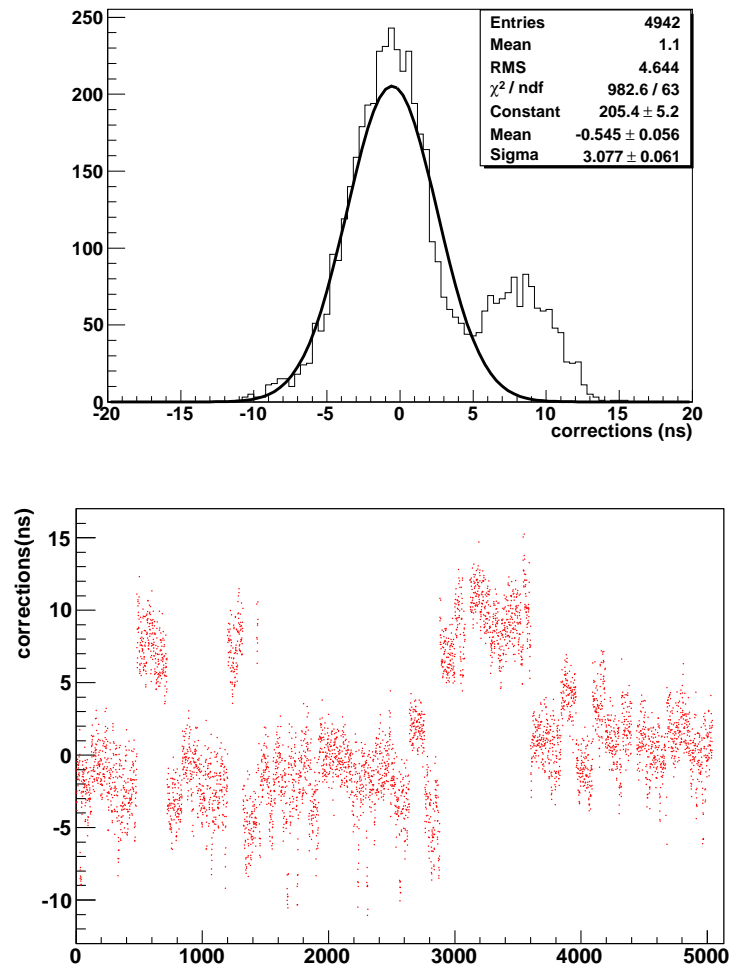 250
200
150
100
50
0
Entries 4942
Mean 1.1
RMS 4.644
χ² / ndf 982.6 / 63
Constant 205.4 ± 5.2
Mean -0.545 ± 0.056
Sigma 3.077 ± 0.061
-20 -15 -10 -5 0 5 10 15 20
corrections (ns)
corrections(ns)
15
10
5
0
-5
-10
0 1000 2000 3000 4000 5000